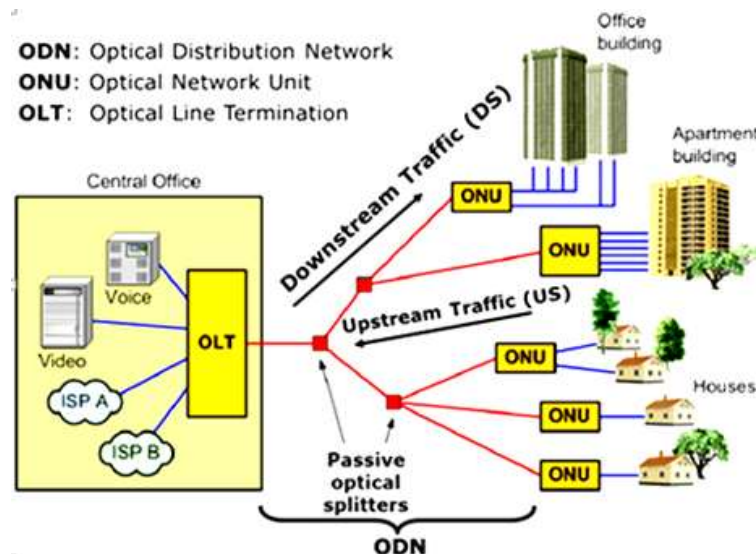 ODN: Optical Distribution Network
ONU: Optical Network Unit
OLT: Optical Line Termination
Office
building
Apartment
building
Central Office
Downstream Traffic (DS)
ONU
ONU
Voice
Upstream Traffic (US)
Video
OLT
ONU
Houses
ISP A
ONU
ISP B
Passive
optical
splitters
ONU
ODN